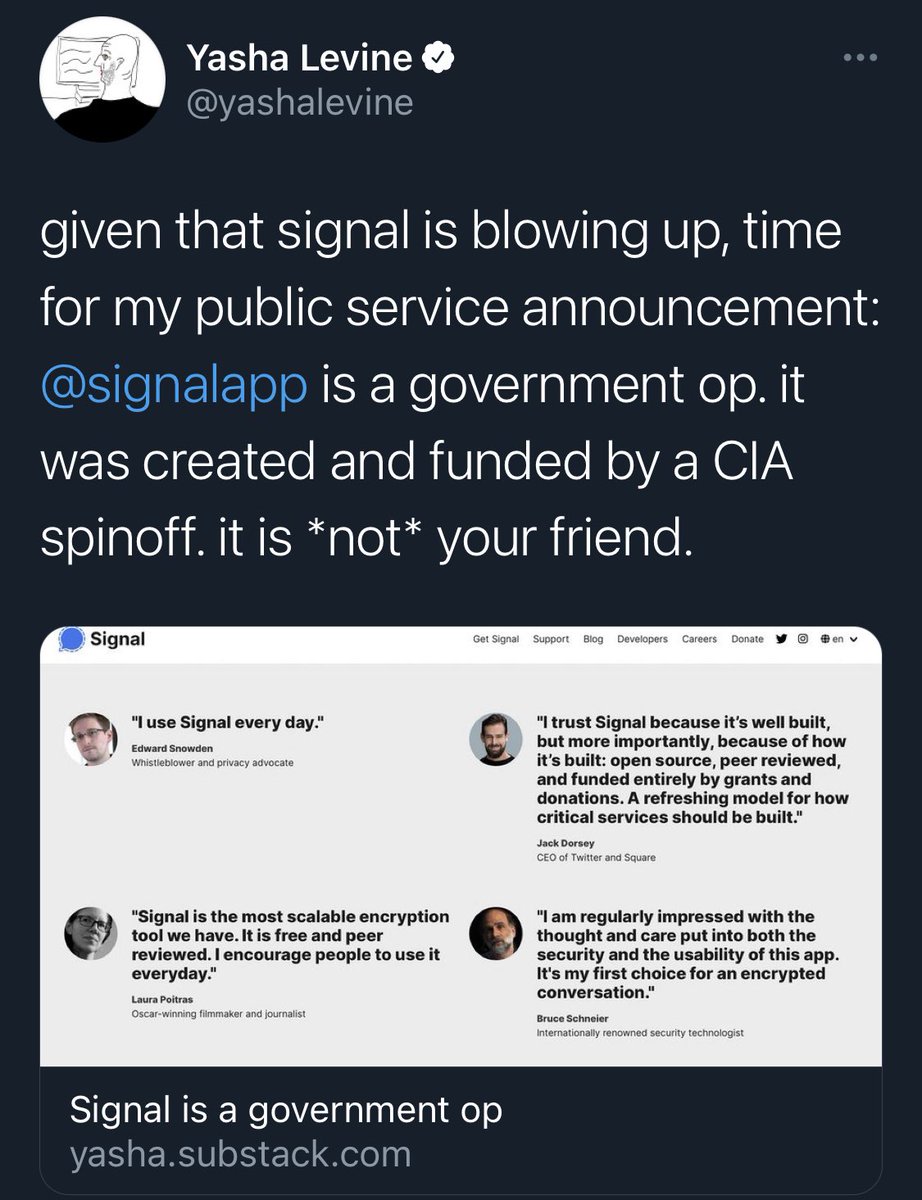 Yasha Levine
@yashalevine
given that signal is blowing up, time
for my public service announcement:
@signalapp is a government op. it
was created and funded by a CIA
spinoff. it is *not* your friend.
Signal
Get Signal Support Blog Developers Careers Donate en
"I use Signal every day."
Edward Snowden
Whistleblower and privacy advocate
"I trust Signal because it's well built,
but more importantly, because of how
it's built: open source, peer reviewed,
and funded entirely by grants and
donations. A refreshing model for how
critical services should be built."
Jack Dorsey
CEO of Twitter and Square
"Signal is the most scalable encryption
tool we have. It is free and peer
reviewed. I encourage people to use it
everyday."
Laura Poitras
Oscar-winning filmmaker and journalist
"I am regularly impressed with the
thought and care put into both the
security and the usability of this app.
It's my first choice for an encrypted
conversation."
Bruce Schneier
Internationally renowned security technologist
Signal is a government op
yasha.substack.com